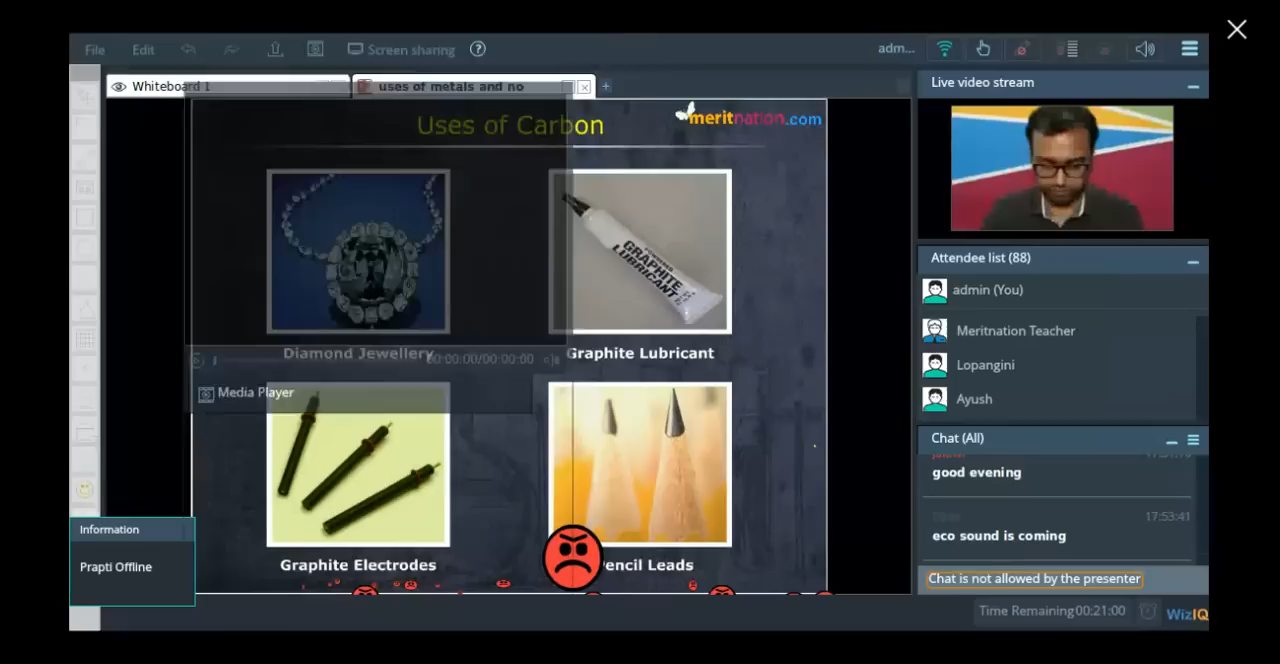 File Edit Screen sharing ? adm...
Whiteboard 1
uses of metals and no
Uses of Carbon
meritnation.com
GRAPHITE
LUBRICANT
Diamond Jewellery
Graphite Lubricant
00:00:00/00:00:00
Media Player
Graphite Electrodes
Pencil Leads
Information
Prapti Offline
Live video stream
Attendee list (88)
admin (You)
Meritnation Teacher
Lopangini
Ayush
Chat (All)
good evening
17:53:41
eco sound is coming
Chat is not allowed by the presenter
Time Remaining 00:21:00
WizIQ